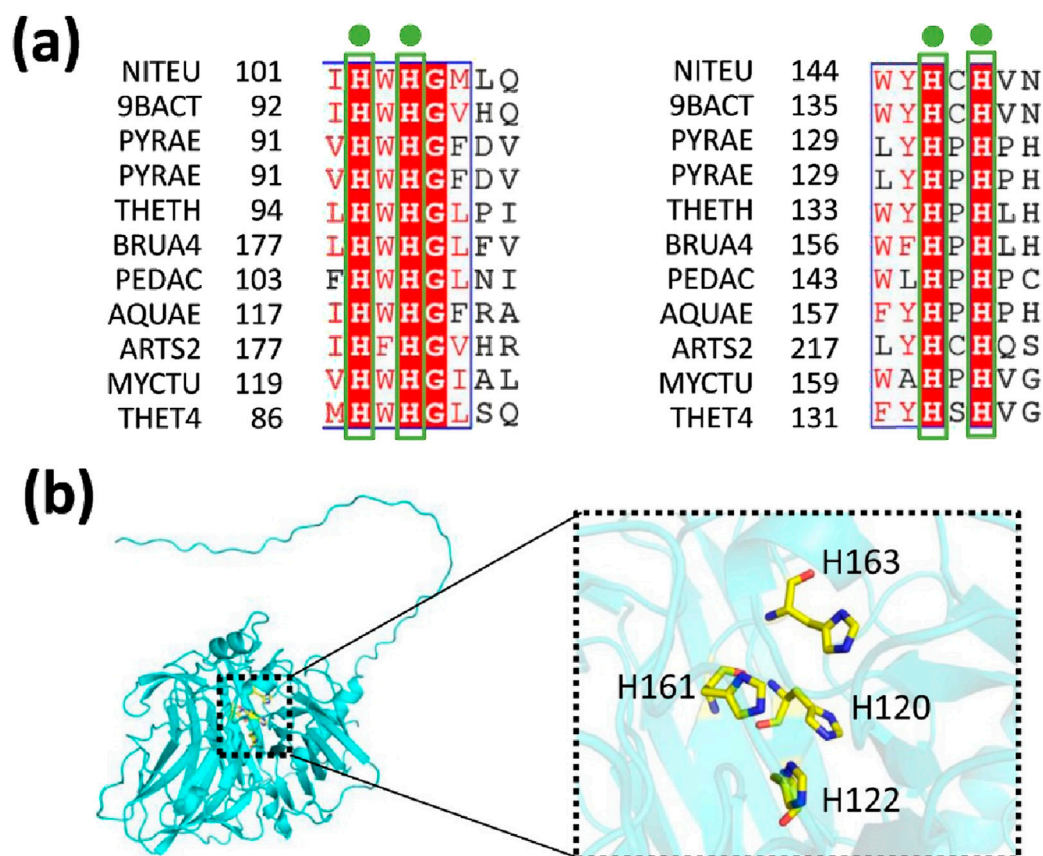 (a)
NITEU 101 IHWHGMLQ NITEU 144 WYHCHVN
9BACT 92 IHWHGVHQ 9BACT 135 WYHCHVN
PYRAE 91 VHWHGFDV PYRAE 129 LYHPHPH
PYRAE 91 VHWHGFDV PYRAE 129 LYHPHPH
THETH 94 LHWHGLPI THETH 133 WYHPHLH
BRUA4 177 LHWHGLFV BRUA4 156 WFHPHLH
PEDAC 103 FHWHGLNI PEDAC 143 WLHPHPC
AQUAE 117 IHWHGFRA AQUAE 157 FYHPHPH
ARTS2 177 IHFHGVHR ARTS2 217 LYHCHQS
MYCTU 119 VHWHGIAL MYCTU 159 WAHPHVG
THET4 86 MHWHGLSQ THET4 131 FYHSHVG
(b)
H163
H161
H120
H122